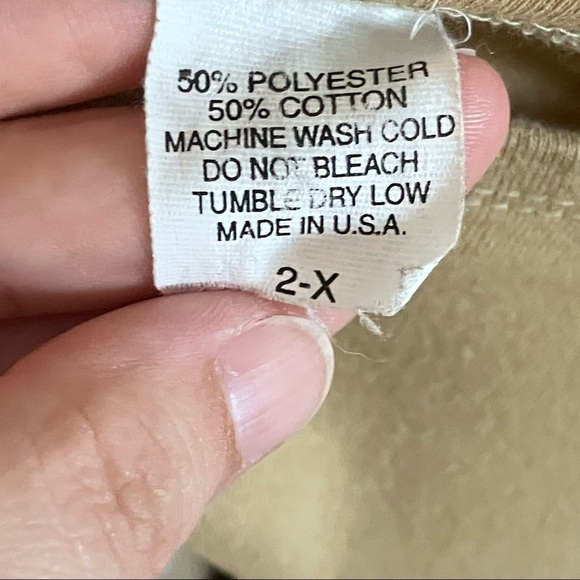 50% POLYESTER
50% COTTON
MACHINE WASH COLD
DO NOT BLEACH
TUMBLE DRY LOW
MADE IN U.S.A.
2-X